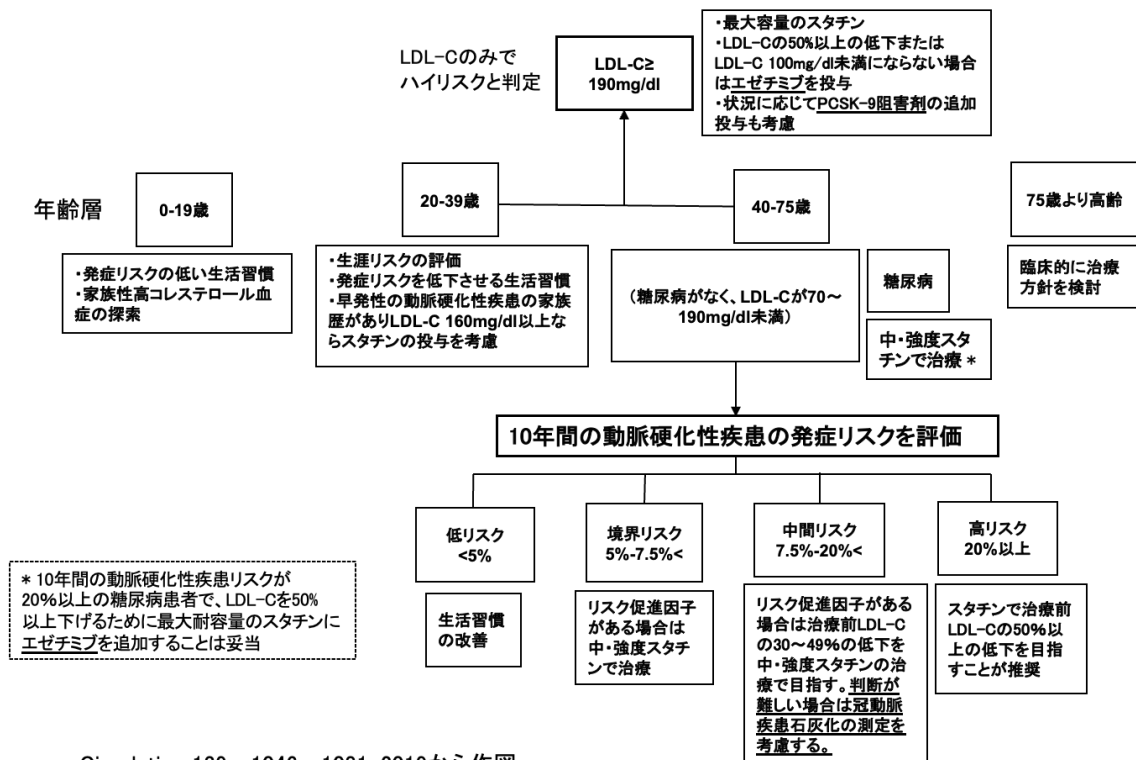 LDL-Cのみで
ハイリスクと判定
LDL-C≥
190mg/dl
・最大容量のスタチン
・LDL-Cの50%以上の低下または
LDL-C 100mg/dl未満にならない場合
はエゼチミブを投与
・状況に応じてPCSK-9阻害剤の追加
投与も考慮
年齢層
0-19歳
20-39歳
40-75歳
75歳より高齢
・発症リスクの低い生活習慣
・家族性高コレステロール血
症の探索
・生涯リスクの評価
・発症リスクを低下させる生活習慣
・早発性の動脈硬化性疾患の家族
歴がありLDL-C 160mg/dl以上な
らスタチンの投与を考慮
(糖尿病がなく、LDL-Cが70〜
190mg/dl未満)
糖尿病
中・強度スタ
チンで治療 *
臨床的に治療
方針を検討
10年間の動脈硬化性疾患の発症リスクを評価
低リスク
<5%
境界リスク
5%-7.5%<
中間リスク
7.5%-20%<
高リスク
20%以上
生活習慣
の改善
リスク促進因子
がある場合は
中・強度スタチ
ンで治療
リスク促進因子がある
場合は治療前LDL-C
の30〜49%の低下を
中・強度スタチンの治
療で目指す。判断が
難しい場合は冠動脈
疾患石灰化の測定を
考慮する。
スタチンで治療前
LDL-Cの50%以
上の低下を目指
すことが推奨
* 10年間の動脈硬化性疾患リスクが
20%以上の糖尿病患者で、LDL-Cを50%
以上下げるために最大耐容量のスタチンに
エゼチミブを追加することは妥当